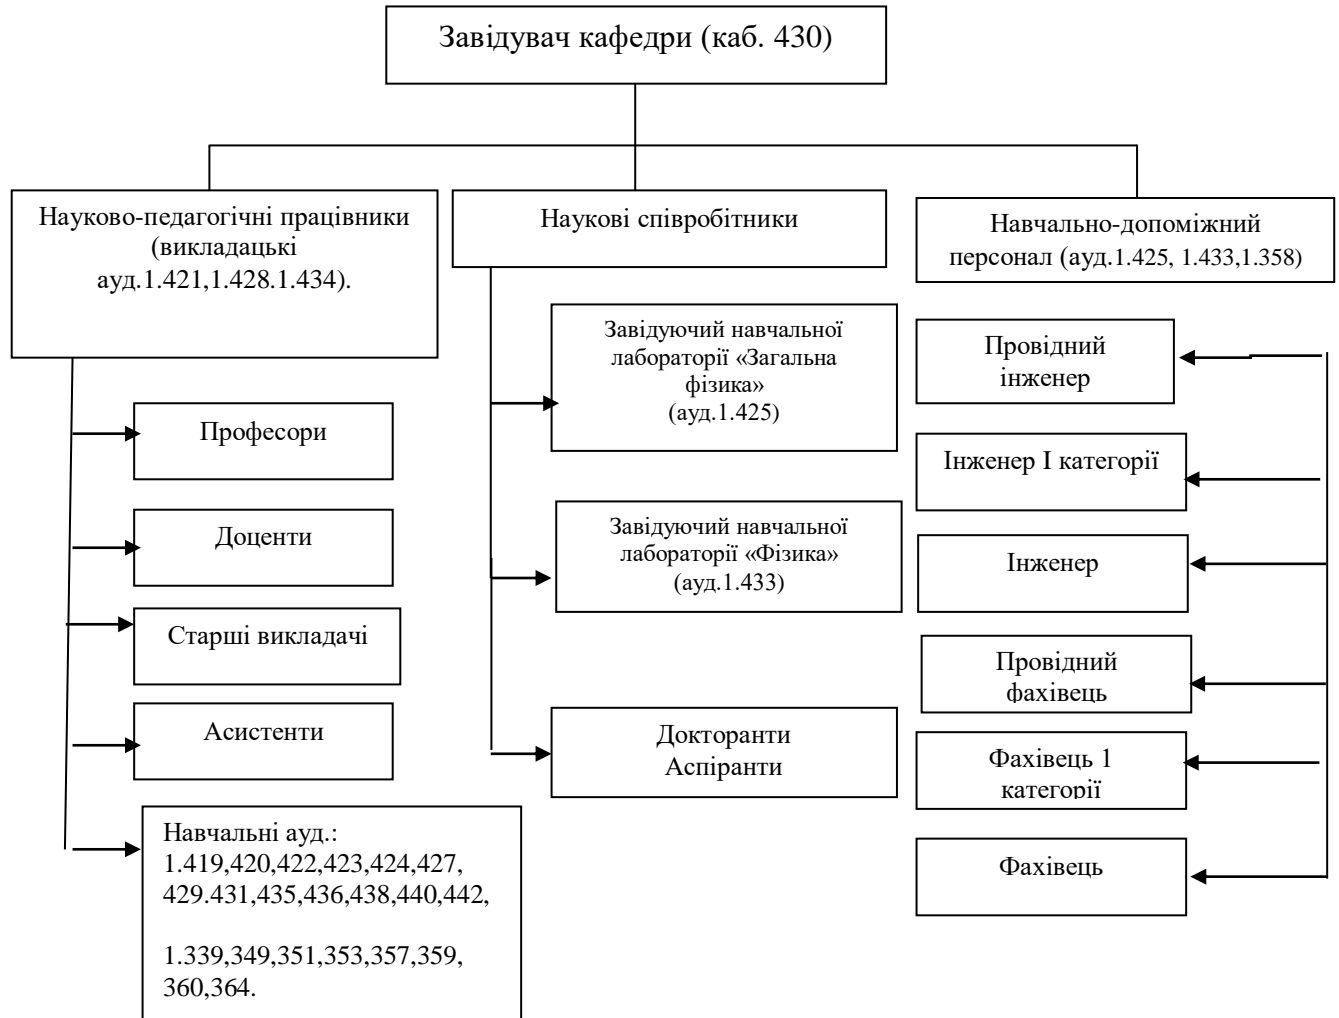 Завідувач кафедри (каб. 430)
Науково-педагогічні працівники
(викладацькі
ауд.1.421,1.428.1.434).
Наукові співробітники
Навчально-допоміжний
персонал (ауд.1.425, 1.433,1.358)
Професори
Доценти
Старші викладачі
Асистенти
Навчальні ауд.:
1.419,420,422,423,424,427,
429.431,435,436,438,440,442,
1.339,349,351,353,357,359,
360,364.
Завідуючий навчальної
лабораторії «Загальна
фізика»
(ауд.1.425)
Завідуючий навчальної
лабораторії «Фізика»
(ауд.1.433)
Докторанти
Аспіранти
Провідний
інженер
Інженер І категорії
Інженер
Провідний
фахівець
Фахівець 1
категорії
Фахівець